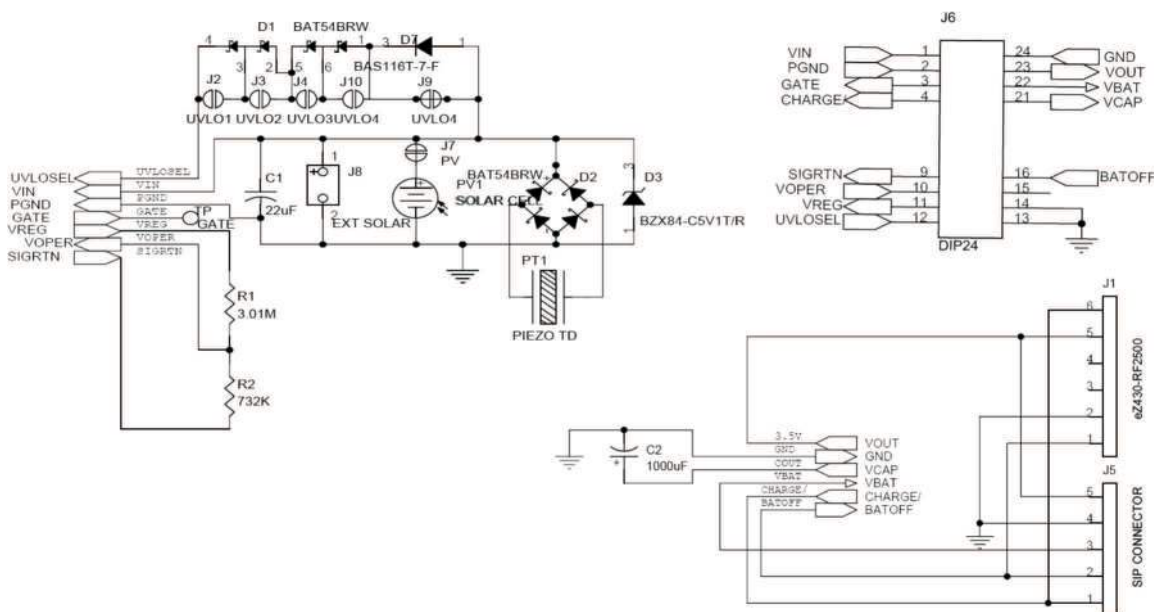 D1 BAT54BRW D7
4 3 2 5 6 1 3 1
BAS116T-7-F
J2 J3 J4 J10 J9
UVLO1 UVLO2 UVLO3 UVLO4 UVLO4
UVLOSEL UVLOSEL
VIN VIN
PGND PGND
GATE GATE
VREG VREG
VOPER VOPER
SIGRTN SIGRTN
TP
GATE
C1
22uF
1
J8
2
EXT SOLAR
J7
PV
PV1
SOLAR CELL
BAT54BRW
D2
3
D3
BZX84-C5V1T/R
1
PT1
PIEZO TD
R1
3.01M
R2
732K
J6
VIN 1 24 GND
PGND 2 23 VOUT
GATE 3 22 VBAT
CHARGE/ 4 21 VCAP
SIGRTN 9 16 BATOFF
VOPER 10 15
VREG 11 14
UVLOSEL 12 13
DIP24
J1
6
5
4
3
2
1
eZ430-RF2500
C2
1000uF
+
3.5V VOUT
GND GND
COUT VCAP
VBAT VBAT
CHARGE/ CHARGE/
BATOFF BATOFF
J5
5
4
3
2
1
SIP CONNECTOR